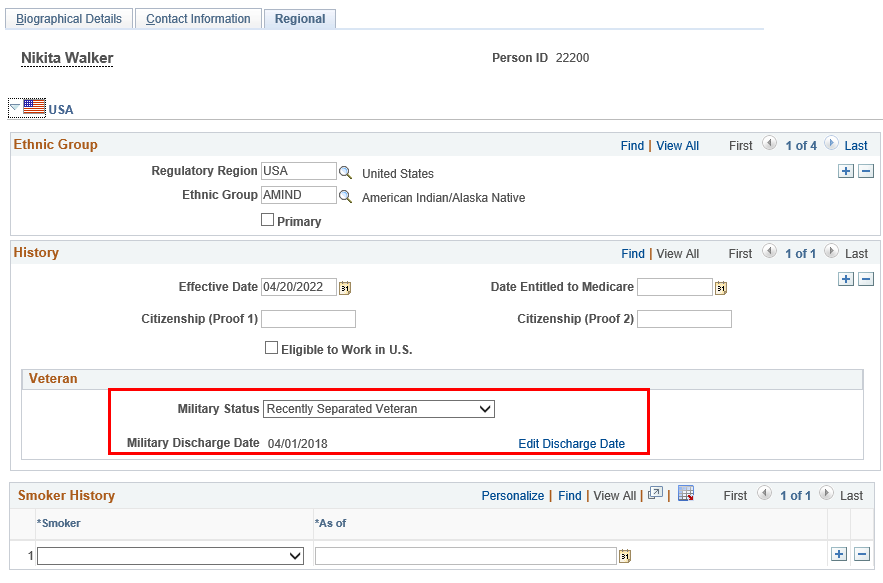 Biographical Details Contact Information Regional
Nikita Walker Person ID 22200
USA
Ethnic Group Find | View All First 1 of 4 Last
Regulatory Region USA United States
Ethnic Group AMIND American Indian/Alaska Native
Primary
History Find | View All First 1 of 1 Last
Effective Date 04/20/2022 31 Date Entitled to Medicare 31
Citizenship (Proof 1) Citizenship (Proof 2)
Eligible to Work in U.S.
Veteran
Military Status Recently Separated Veteran
Military Discharge Date 04/01/2018 Edit Discharge Date
Smoker History Personalize | Find | View All | | First 1 of 1 Last
*Smoker *As of
1 31